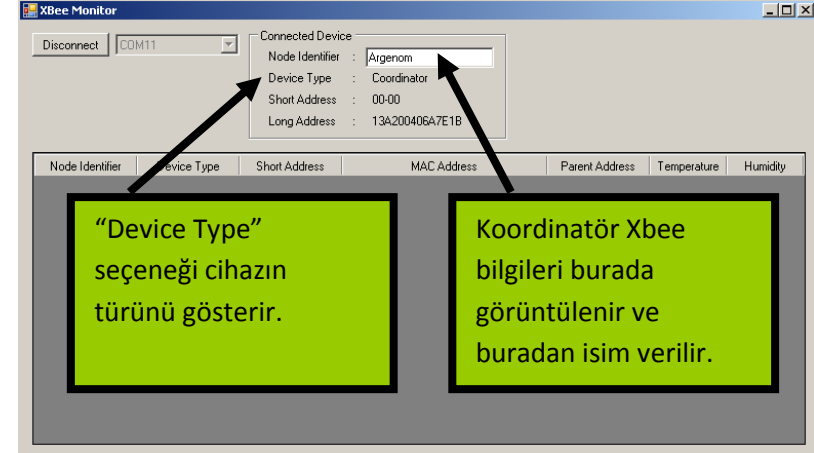 XBee Monitor
Disconnect COM11
Connected Device
Node Identifier : Argenom
Device Type : Coordinator
Short Address : 00-00
Long Address : 13A200406A7E1B
Node Identifier Device Type Short Address MAC Address Parent Address Temperature Humidity
“Device Type”
seçeneği cihazın
türünü gösterir.
Koordinatör Xbee
bilgileri burada
görüntülenir ve
buradan isim verilir.